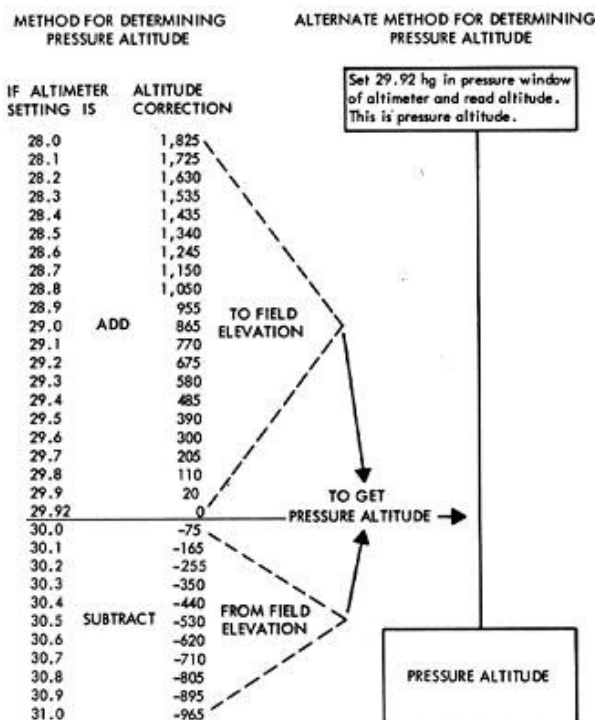 METHOD FOR DETERMINING
PRESSURE ALTITUDE
ALTERNATE METHOD FOR DETERMINING
PRESSURE ALTITUDE
Set 29.92 hg in pressure window
of altimeter and read altitude.
This is pressure altitude.
IF ALTIMETER ALTITUDE
SETTING IS CORRECTION
28.0 1,825
28.1 1,725
28.2 1,630
28.3 1,535
28.4 1,435
28.5 1,340
28.6 1,245
28.7 1,150
28.8 1,050
28.9 955
29.0 ADD 865
29.1 770
29.2 675
29.3 580
29.4 485
29.5 390
29.6 300
29.7 205
29.8 110
29.9 20
29.92 0
TO FIELD
ELEVATION
TO GET
PRESSURE ALTITUDE
30.0 -75
30.1 -165
30.2 -255
30.3 -350
30.4 -440
30.5 SUBTRACT -530
30.6 -620
30.7 -710
30.8 -805
30.9 -895
31.0 -965
FROM FIELD
ELEVATION
PRESSURE ALTITUDE